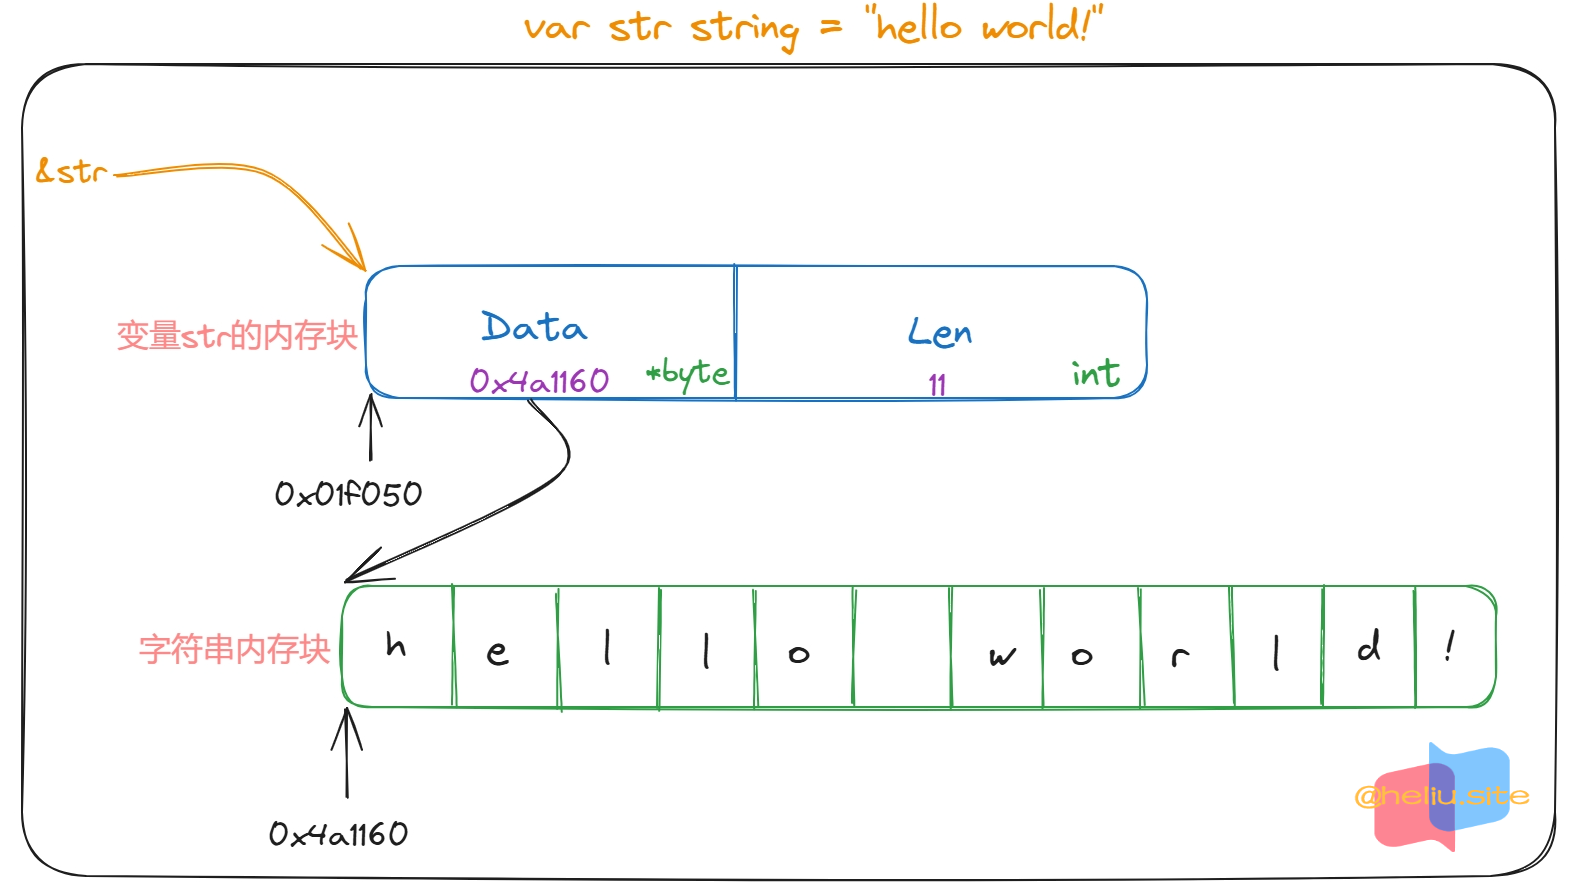 var str string = "hello world!"
&str
变量str的内存块
Data
Len
0x4a1160
*byte
11
int
0x01f050
字符串内存块
h e l l o w o r l d !
@heliu.site
0x4a1160